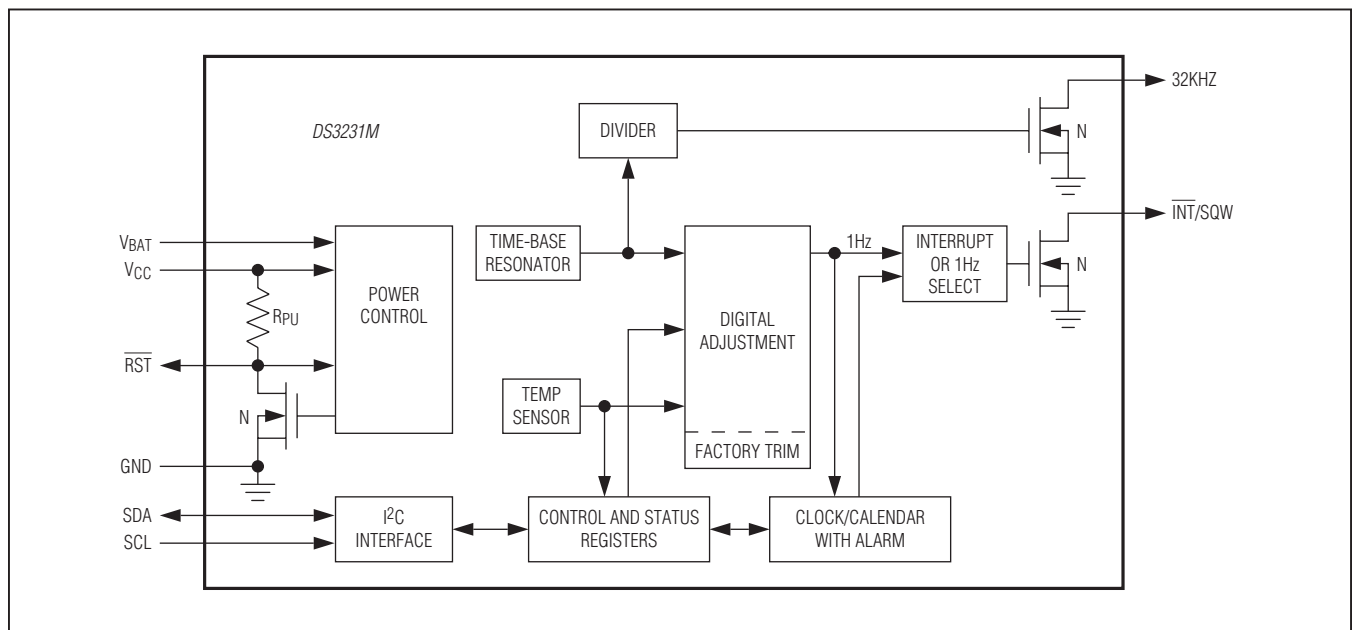 DS3231M
DIVIDER
32KHZ
N
INT/SQW
N
VBAT
VCC
RPU
RST
N
GND
SDA
SCL
POWER
CONTROL
TIME-BASE
RESONATOR
TEMP
SENSOR
DIGITAL
ADJUSTMENT
FACTORY TRIM
1Hz
INTERRUPT
OR 1Hz
SELECT
I2C
INTERFACE
CONTROL AND STATUS
REGISTERS
CLOCK/CALENDAR
WITH ALARM